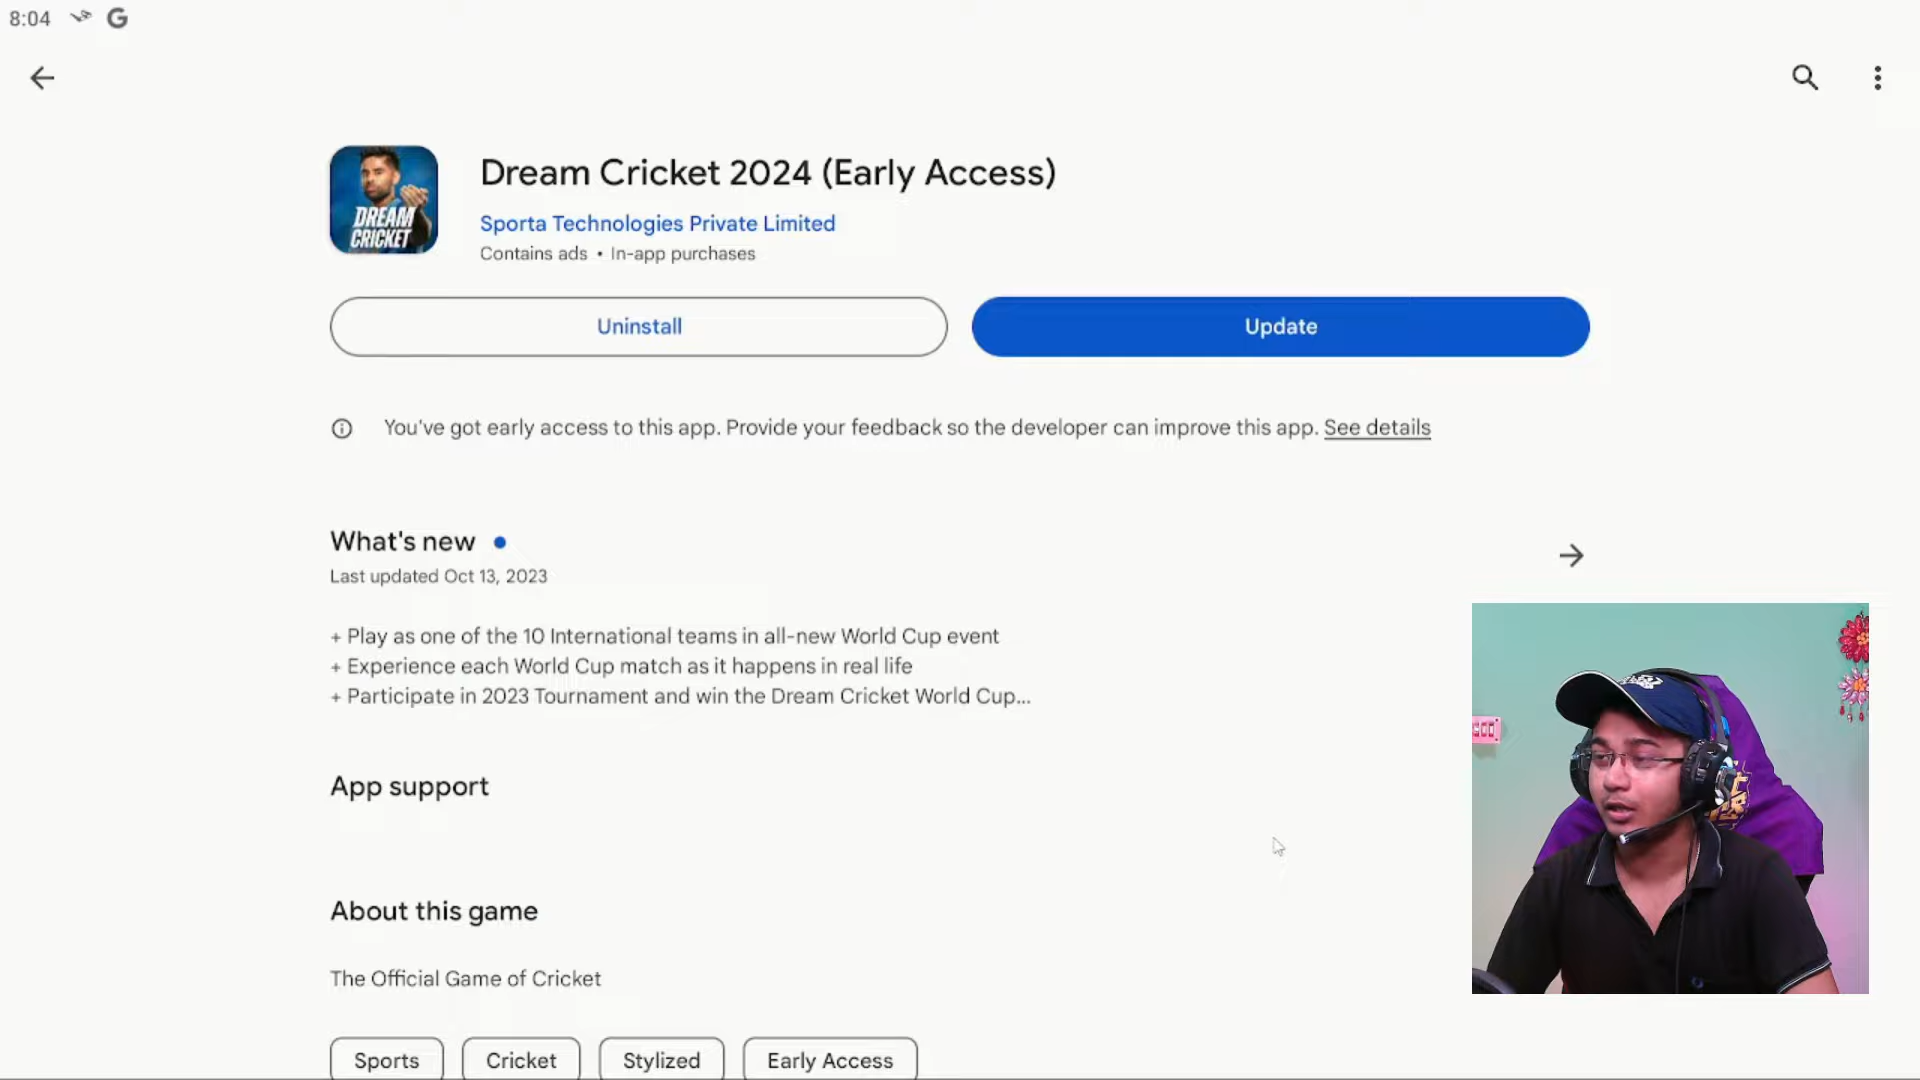 8:04
Dream Cricket 2024 (Early Access)
DREAM
CRICKET
Sporta Technologies Private Limited
Contains ads • In-app purchases
Uninstall
Update
You've got early access to this app. Provide your feedback so the developer can improve this app. See details
What's new
Last updated Oct 13, 2023
+ Play as one of the 10 International teams in all-new World Cup event
+ Experience each World Cup match as it happens in real life
+ Participate in 2023 Tournament and win the Dream Cricket World Cup...
App support
About this game
The Official Game of Cricket
Sports
Cricket
Stylized
Early Access